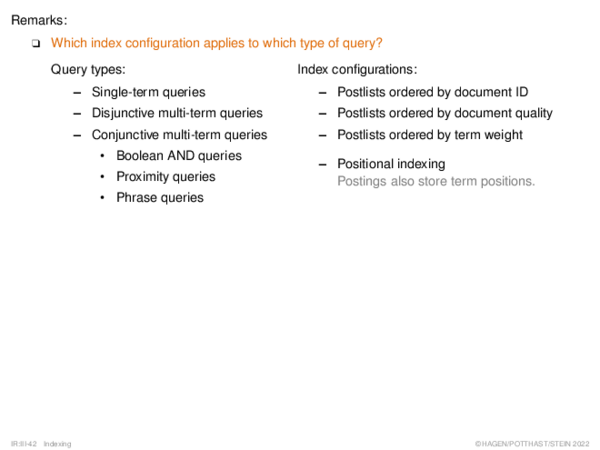 Remarks:
❑ Which index configuration applies to which type of query?
Query types:
– Single-term queries
– Disjunctive multi-term queries
– Conjunctive multi-term queries
• Boolean AND queries
• Proximity queries
• Phrase queries
Index configurations:
– Postlists ordered by document ID
– Postlists ordered by document quality
– Postlists ordered by term weight
– Positional indexing
Postings also store term positions.
IR:III-42 Indexing
©HAGEN/POTTHAST/STEIN 2022